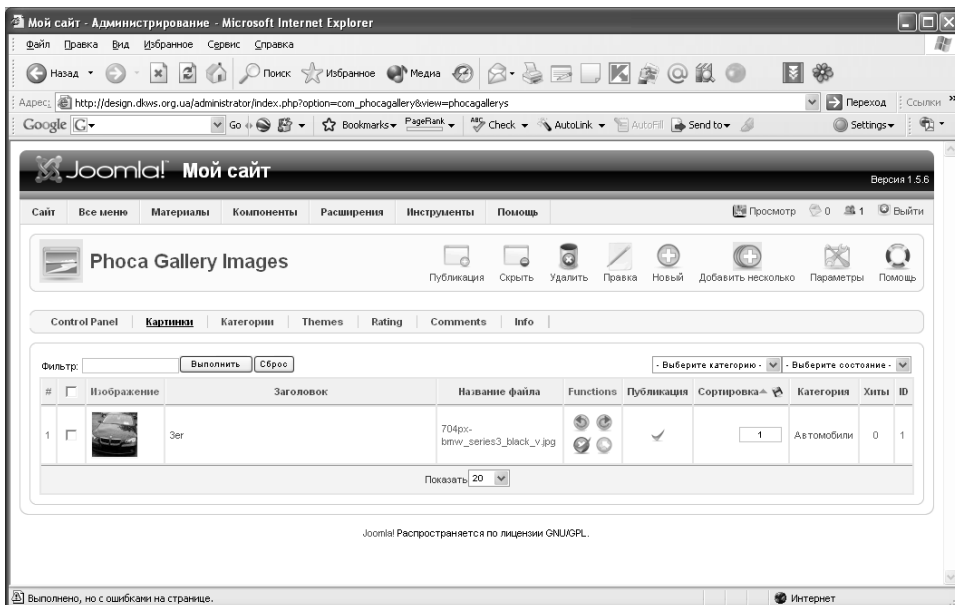 Мой сайт - Администрирование - Microsoft Internet Explorer
Файл Правка Вид Избранное Сервис Справка
Назад Поиск Избранное Медиа
Адрес: http://design.dkws.org.ua/administrator/index.php?option=com_phocagallery&view=phocagallerys Переход Ссылки »
Google G Go Bookmarks PageRank ABC Check AutoLink AutoFill Send to Settings
Joomla! Мой сайт
Версия 1.5.6
Сайт Все меню Материалы Компоненты Расширения Инструменты Помощь Просмотр 0 1 Выйти
Phoca Gallery Images
Публикация Скрыть Удалить Правка Новый Добавить несколько Параметры Помощь
Control Panel Картинки Категории Themes Rating Comments Info
Фильтр: Выполнить Сброс - Выберите категорию - - Выберите состояние -
# Изображение Заголовок Название файла Functions Публикация Сортировка Категория Хиты ID
1 3er 704px-
bmw_series3_black_v.jpg 1 Автомобили 0 1
Показать 20
Joomla! Распространяется по лицензии GNU/GPL.
Выполнено, но с ошибками на странице. Интернет